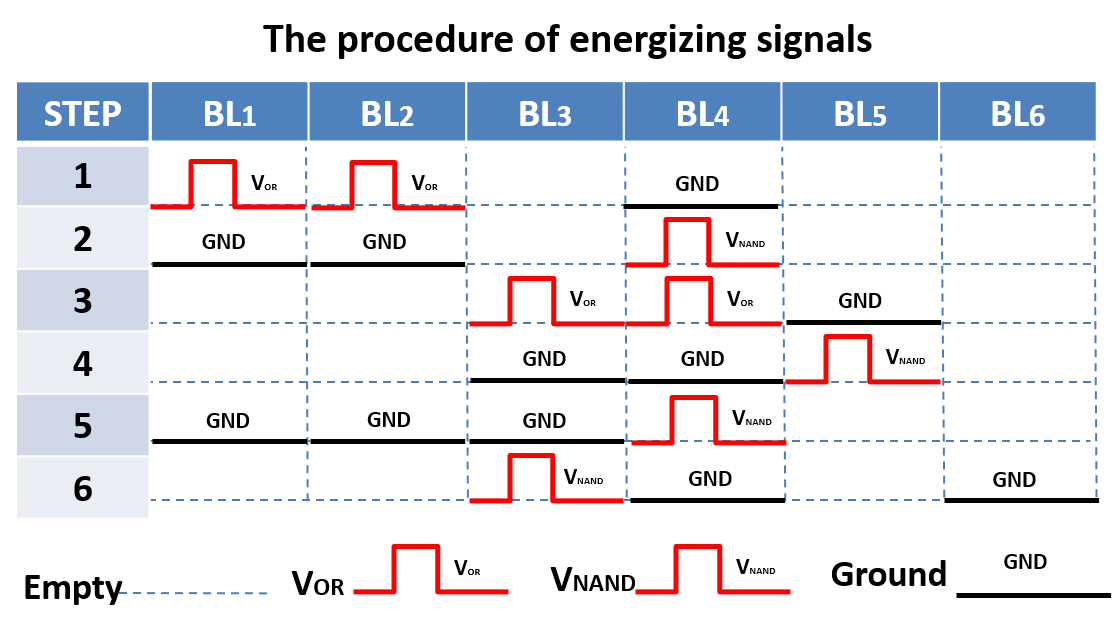 The procedure of energizing signals
STEP BL1 BL2 BL3 BL4 BL5 BL6
1 VOR VOR GND
2 GND GND VNAND
3 VOR VOR GND
4 GND GND VNAND
5 GND GND GND VNAND
6 VNAND GND GND
Empty VOR VOR VNAND VNAND Ground GND